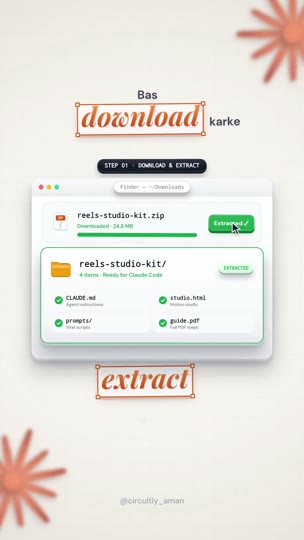 Bas
download karke
STEP 01 · DOWNLOAD & EXTRACT
Finder — ~/Downloads
reels-studio-kit.zip
Downloaded · 24.8 MB
Extracted ✓
reels-studio-kit/
4 items · Ready for Claude Code
EXTRACTED
CLAUDE.md
Agent instructions
studio.html
Motion studio
prompts/
Viral scripts
guide.pdf
Full PDF steps
extract
@circuitly_aman